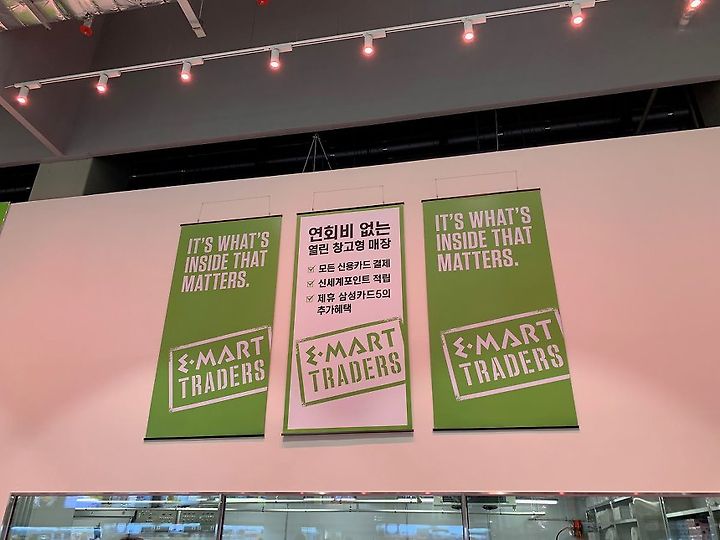 IT'S WHAT'S
INSIDE THAT
MATTERS.
E·MART
TRADERS
연회비 없는
열린 창고형 매장
모든 신용카드 결제
신세계포인트 적립
제휴 삼성카드5의
추가혜택
E·MART
TRADERS
IT'S WHAT'S
INSIDE THAT
MATTERS.
E·MART
TRADERS